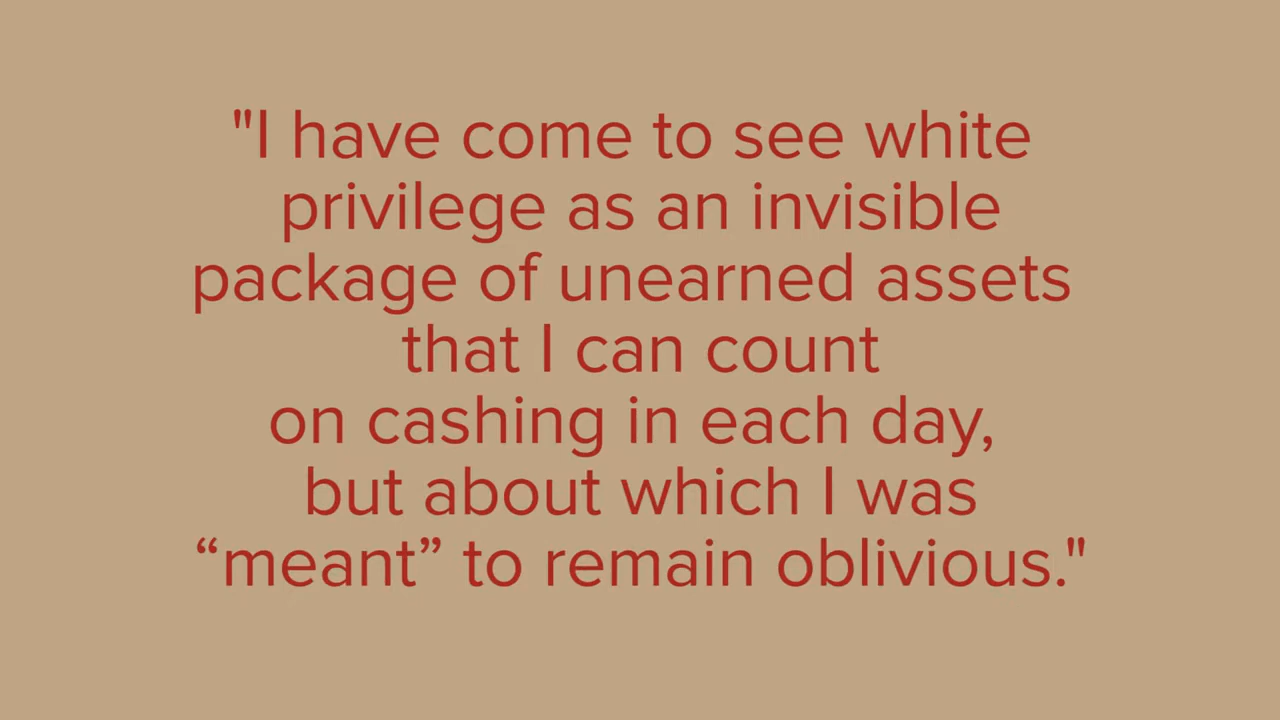 "I have come to see white
privilege as an invisible
package of unearned assets
that I can count
on cashing in each day,
but about which I was
“meant” to remain oblivious."